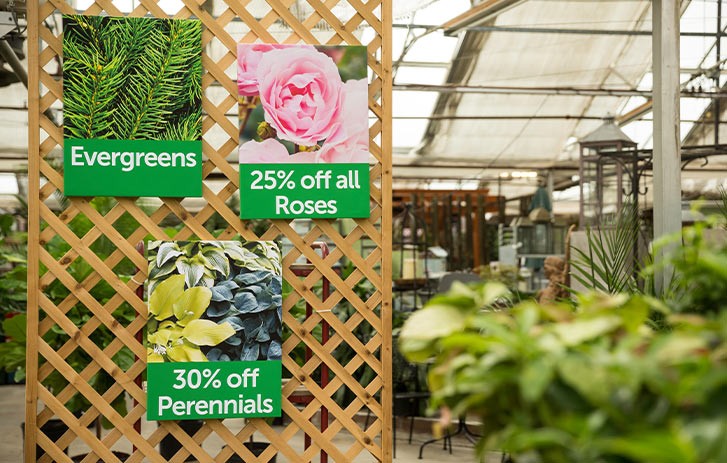 Evergreens
25% off all
Roses
30% off
Perennials